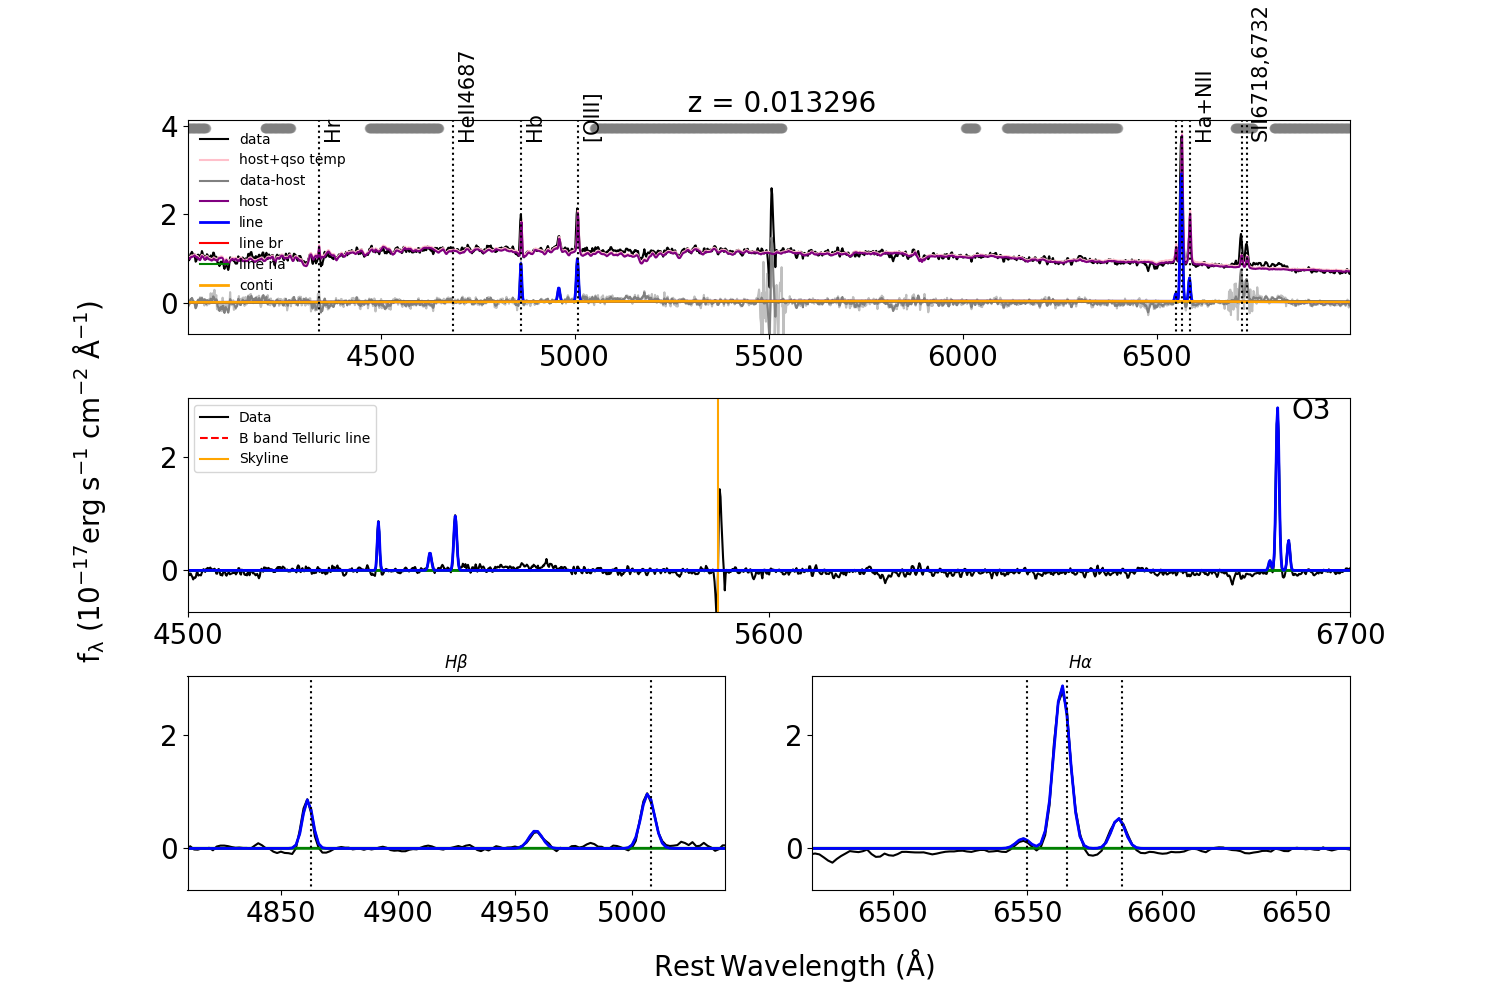 z = 0.013296
Hr
HeII4687
Hb
[OIII]
Ha+NII
SII6718,6732
data
host+qso temp
data-host
host
line
line br
line na
conti
4
2
0
4500
5000
5500
6000
6500
fλ (10⁻¹⁷erg s⁻¹ cm⁻² Å⁻¹)
Data
B band Telluric line
Skyline
O3
2
0
4500
5600
6700
Hβ
2
0
4850
4900
4950
5000
Hα
2
0
6500
6550
6600
6650
Rest Wavelength (Å)